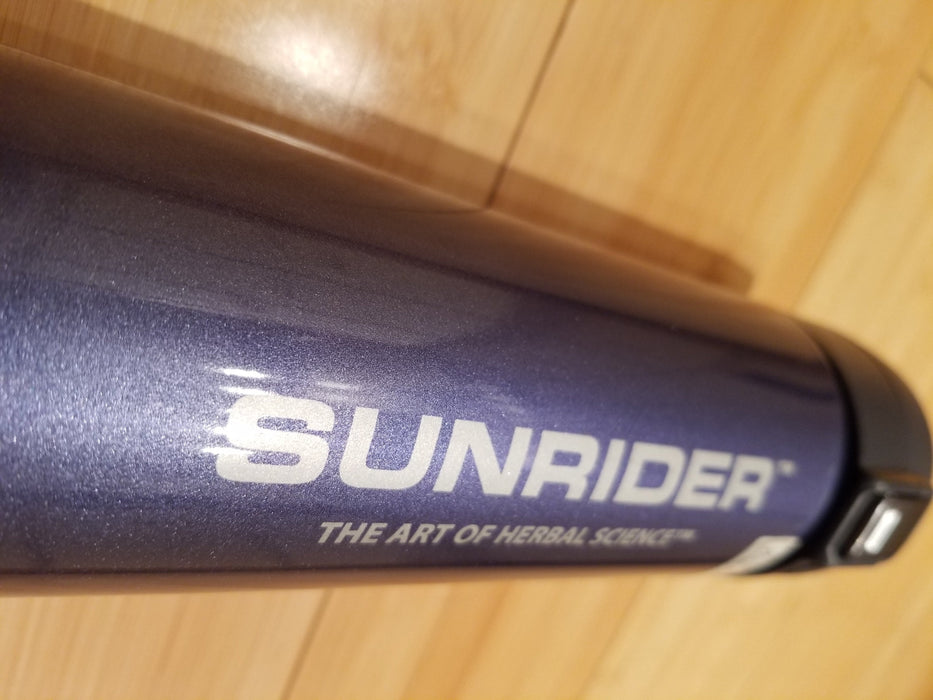 SUNRIDER™
THE ART OF HERBAL SCIENCE™